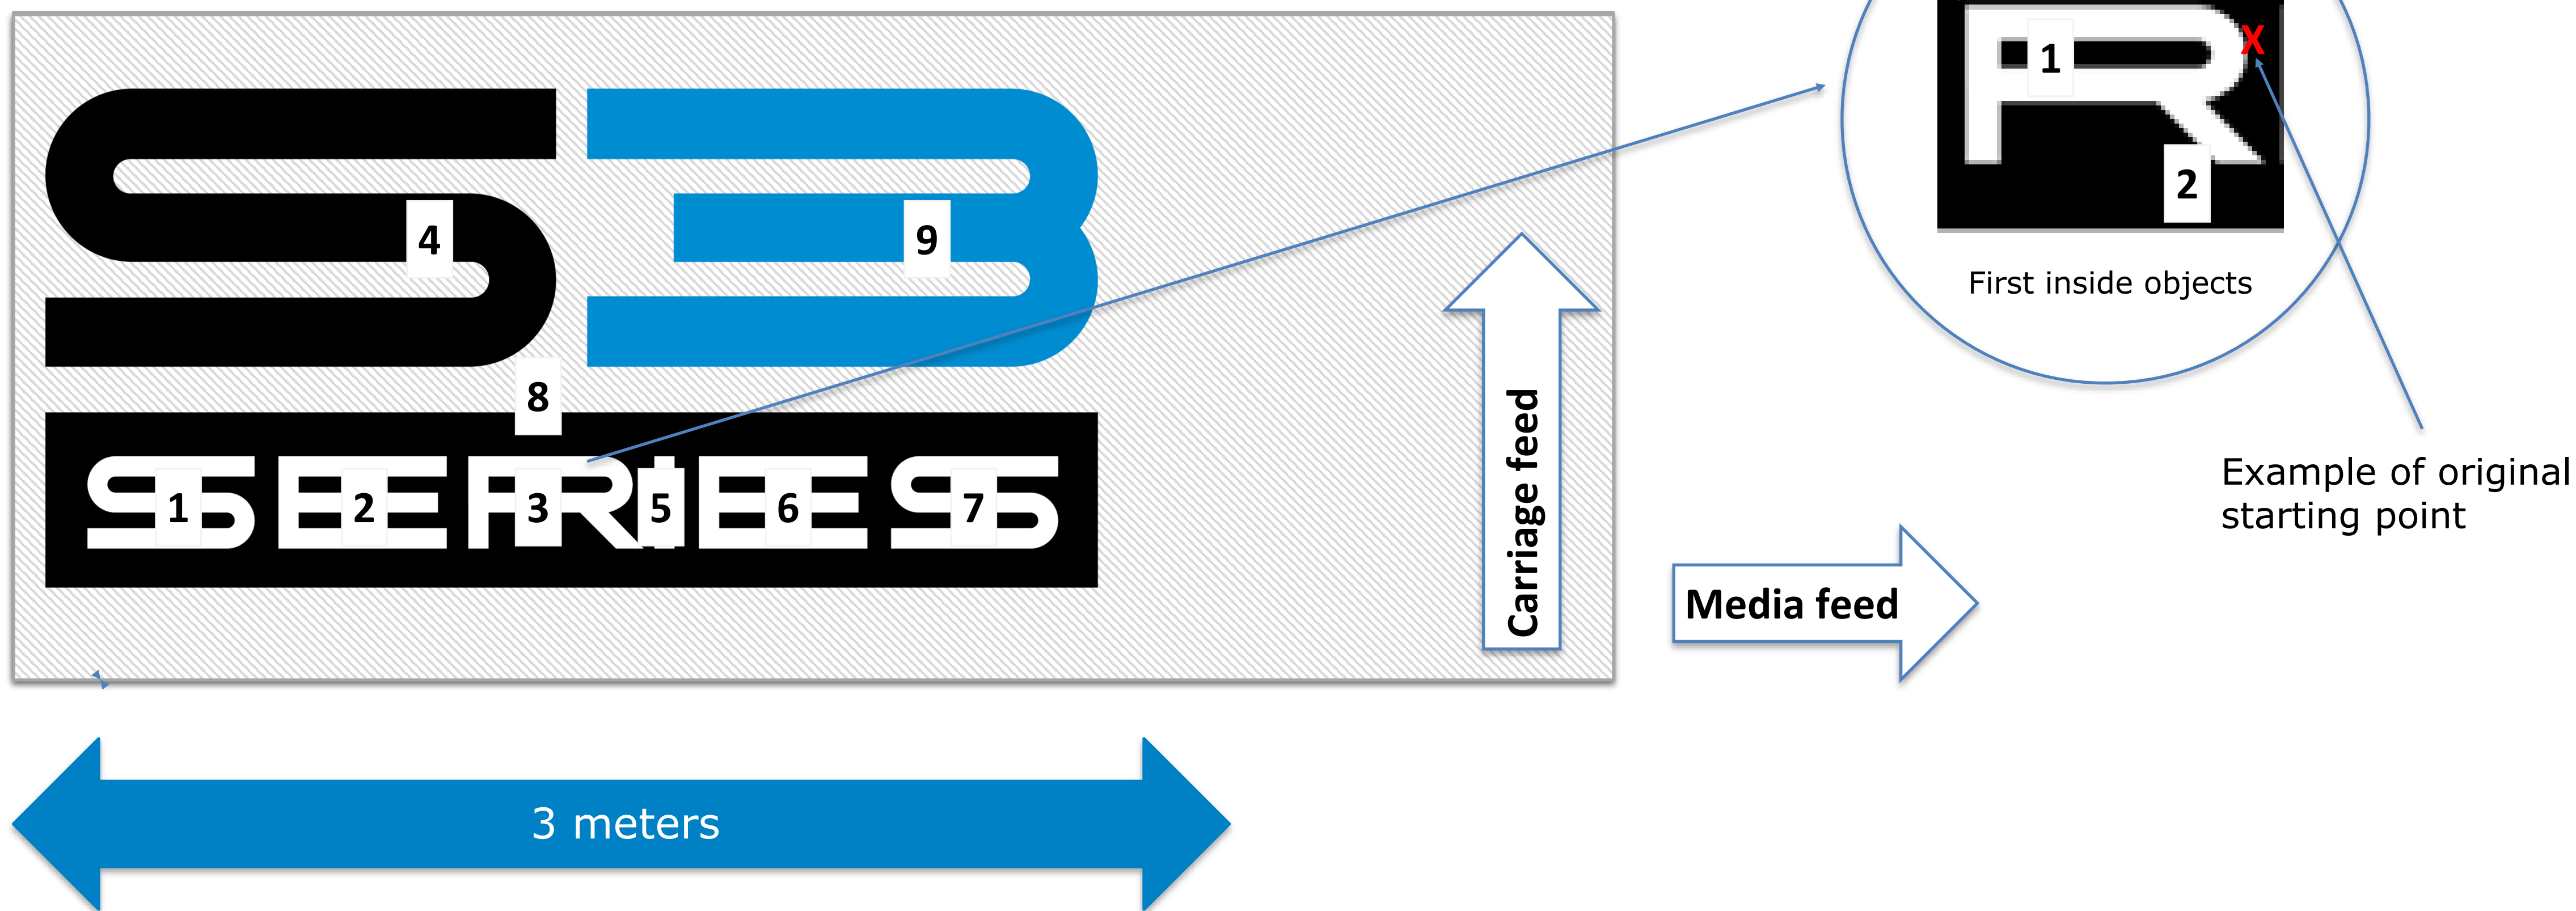 S3
4
9
8
SERIES
1
2
3
5
6
7
Carriage feed
Media feed
3 meters
R
1
X
2
First inside objects
Example of original
starting point